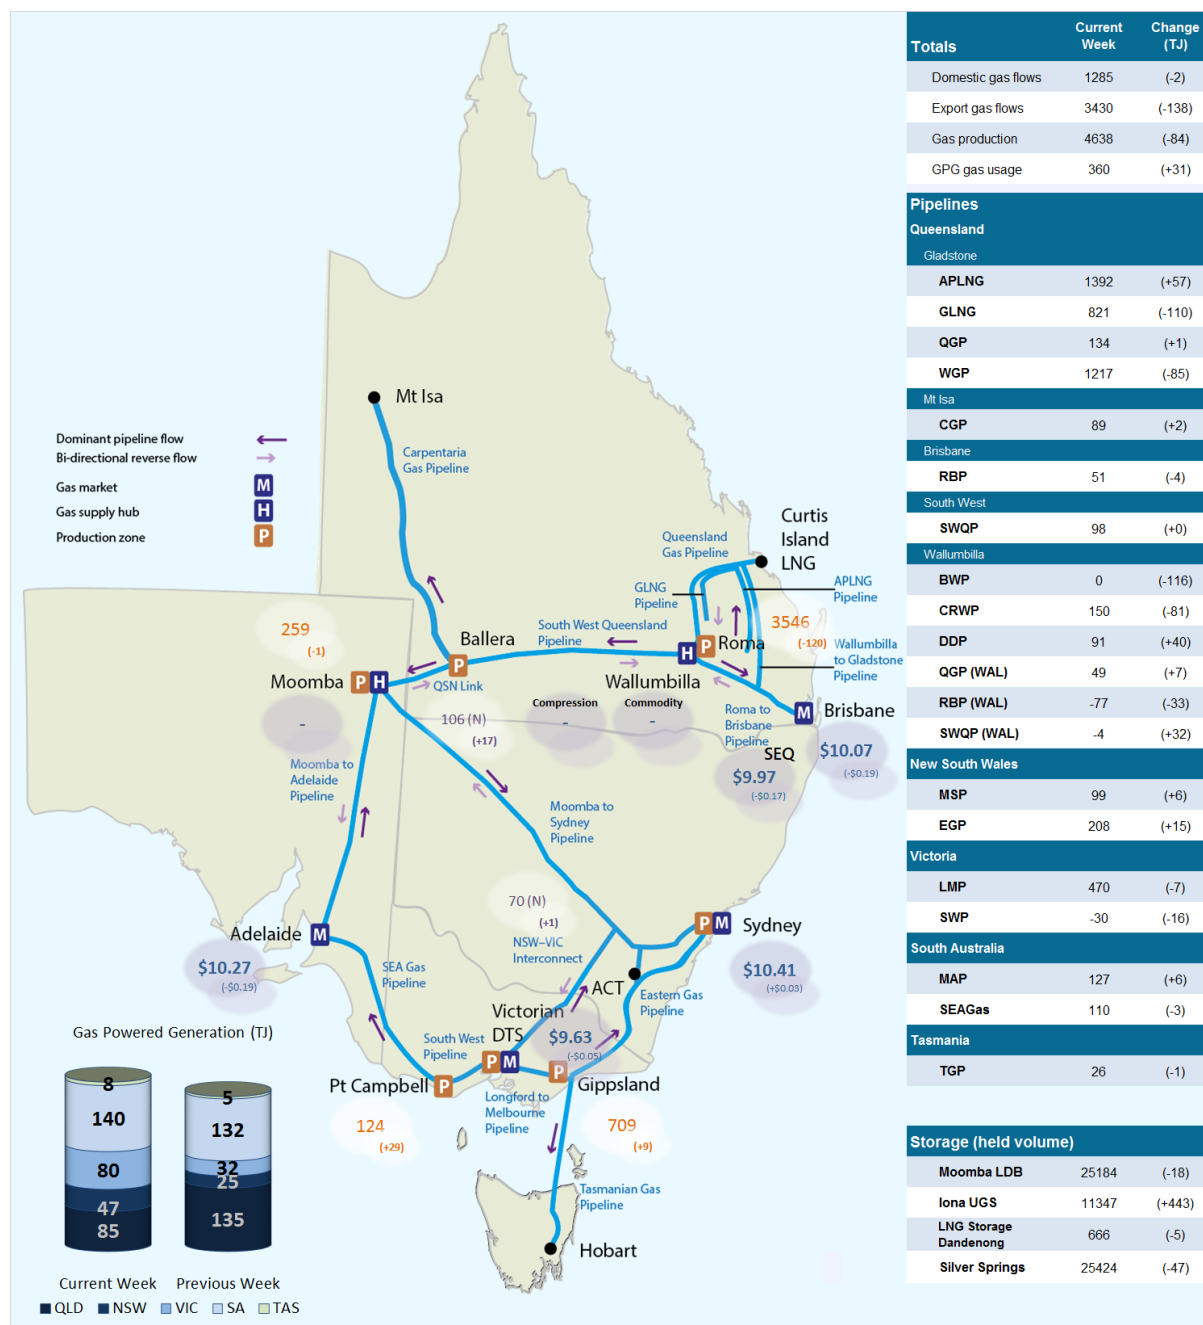 Mt Isa
Dominant pipeline flow
Bi-directional reverse flow
Gas market M
Gas supply hub H
Production zone P
Carpentaria
Gas Pipeline
Curtis
Island
LNG
Queensland
Gas Pipeline
GLNG
Pipeline
APLNG
Pipeline
259
(-1)
3546
(-120)
South West Queensland
Pipeline
Ballera
P
H P Roma
Wallumbilla
to Gladstone
Pipeline
Moomba P H
QSN Link
Wallumbilla
106 (N)
(+17)
Compression
-
Commodity
-
-
Roma to
Brisbane
Pipeline
M Brisbane
SEQ
$10.07
(-$0.19)
$9.97
(-$0.17)
Moomba to
Adelaide
Pipeline
Moomba to
Sydney
Pipeline
70 (N)
(+1)
NSW–VIC
Interconnect
Adelaide M
P M Sydney
$10.27
(-$0.19)
$10.41
(+$0.03)
SEA Gas
Pipeline
ACT
Eastern Gas
Pipeline
Victorian
DTS
$9.63
(-$0.05)
South West
Pipeline
P M
Pt Campbell P
P
Gippsland
Longford to
Melbourne
Pipeline
124
(+29)
709
(+9)
Tasmanian Gas
Pipeline
Hobart
Gas Powered Generation (TJ)
8
140
80
47
85
5
132
32
25
135
Current Week Previous Week
QLD NSW VIC SA TAS
Totals Current Week Change (TJ)
Domestic gas flows 1285 (-2)
Export gas flows 3430 (-138)
Gas production 4638 (-84)
GPG gas usage 360 (+31)
Pipelines
Queensland
Gladstone
APLNG 1392 (+57)
GLNG 821 (-110)
QGP 134 (+1)
WGP 1217 (-85)
Mt Isa
CGP 89 (+2)
Brisbane
RBP 51 (-4)
South West
SWQP 98 (+0)
Wallumbilla
BWP 0 (-116)
CRWP 150 (-81)
DDP 91 (+40)
QGP (WAL) 49 (+7)
RBP (WAL) -77 (-33)
SWQP (WAL) -4 (+32)
New South Wales
MSP 99 (+6)
EGP 208 (+15)
Victoria
LMP 470 (-7)
SWP -30 (-16)
South Australia
MAP 127 (+6)
SEAGas 110 (-3)
Tasmania
TGP 26 (-1)
Storage (held volume)
Moomba LDB 25184 (-18)
Iona UGS 11347 (+443)
LNG Storage
Dandenong 666 (-5)
Silver Springs 25424 (-47)